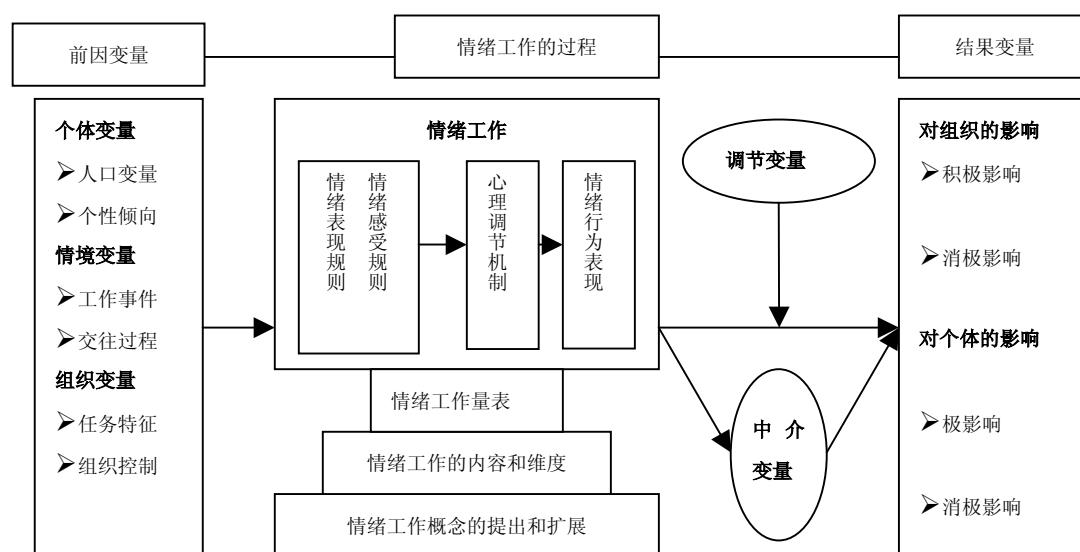 前因变量
情绪工作的过程
结果变量
个体变量
➢人口变量
➢个性倾向
情境变量
➢工作事件
➢交往过程
组织变量
➢任务特征
➢组织控制
情绪工作
情绪表现规则
情绪感受规则
心理调节机制
情绪行为表现
情绪工作量表
情绪工作的内容和维度
情绪工作概念的提出和扩展
调节变量
中 介
变量
对组织的影响
➢积极影响
➢消极影响
对个体的影响
➢极影响
➢消极影响